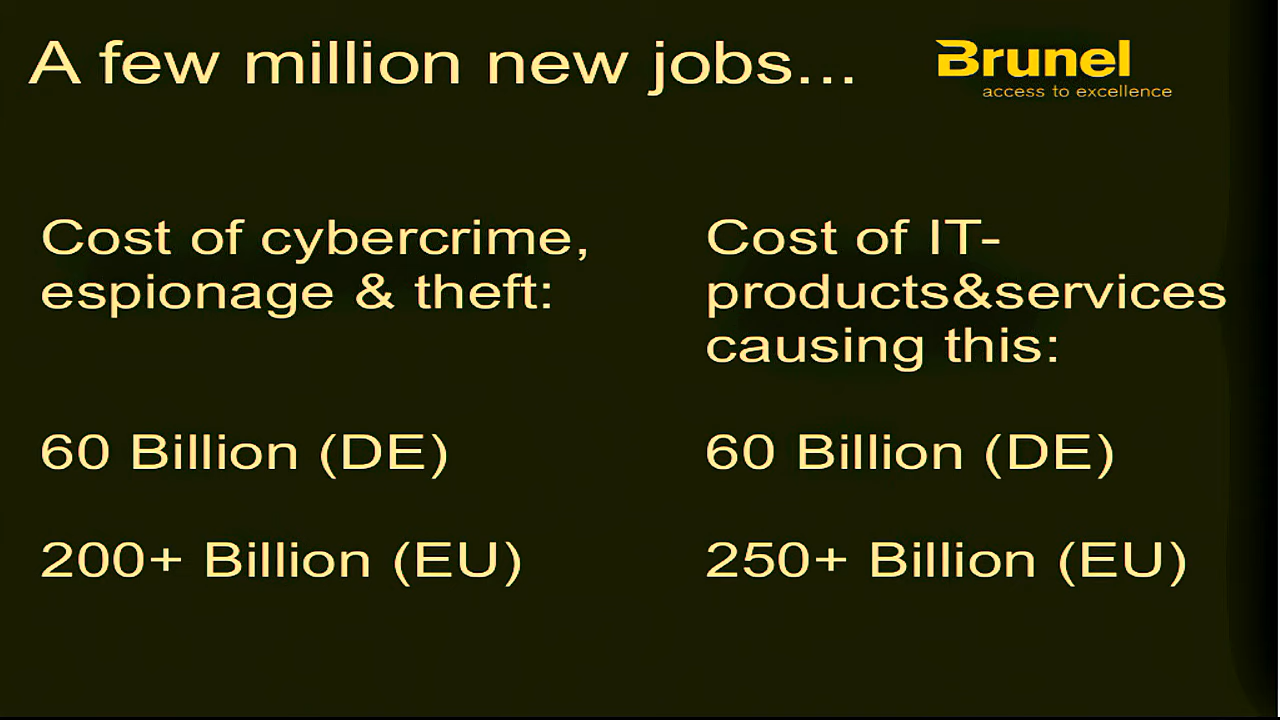 A few million new jobs...
Brunel
access to excellence
Cost of cybercrime,
espionage & theft:
60 Billion (DE)
200+ Billion (EU)
Cost of IT-
products&services
causing this:
60 Billion (DE)
250+ Billion (EU)